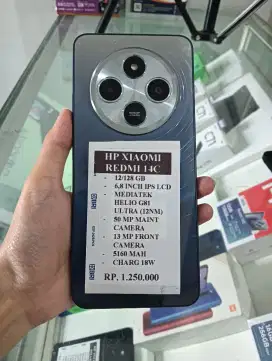 HP XIAOMI
REDMI 14C
- 12/128 GB
- 6,8 INCH IPS LCD
- MEDIATEK
HELIO G81
ULTRA (12NM)
- 50 MP MAINT
CAMERA
- 13 MP FRONT
CAMERA
- 5160 MAH
- CHARG 18W
RP. 1.250.000